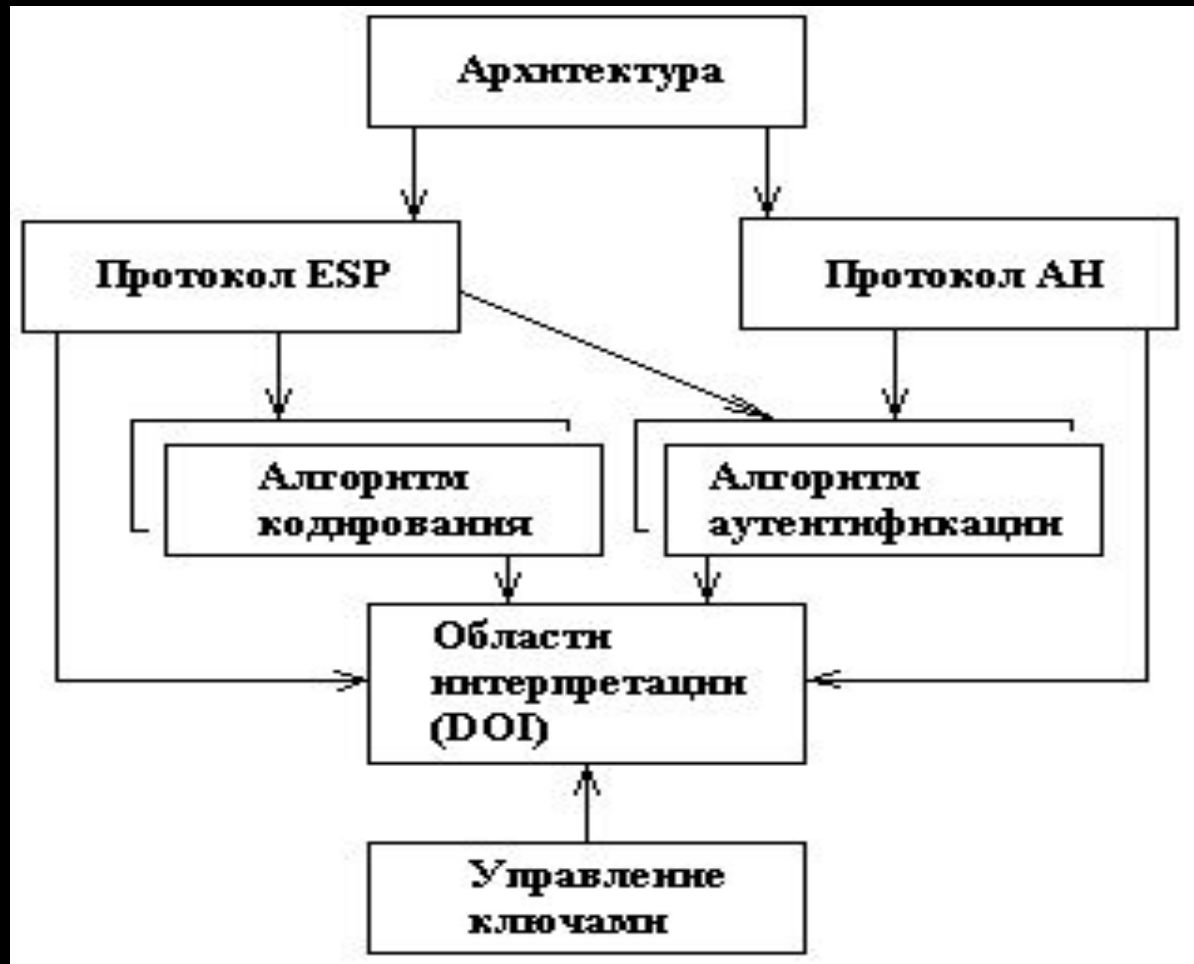 Архитектура
Протокол ESP
Протокол AH
Алгоритм
кодирования
Алгоритм
аутентификации
Области
интерпретации
(DOI)
Управление
ключами